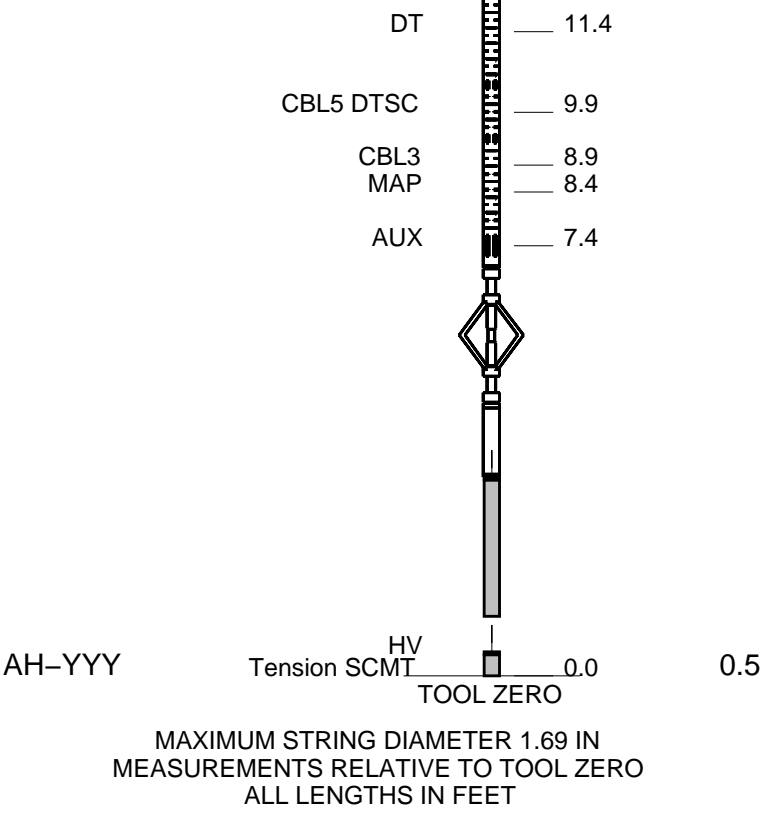 DT 11.4
CBL5 DTSC 9.9
CBL3 8.9
MAP 8.4
AUX 7.4
HV
AH−YYY Tension SCMT 0.0 0.5
TOOL ZERO
MAXIMUM STRING DIAMETER 1.69 IN
MEASUREMENTS RELATIVE TO TOOL ZERO
ALL LENGTHS IN FEET